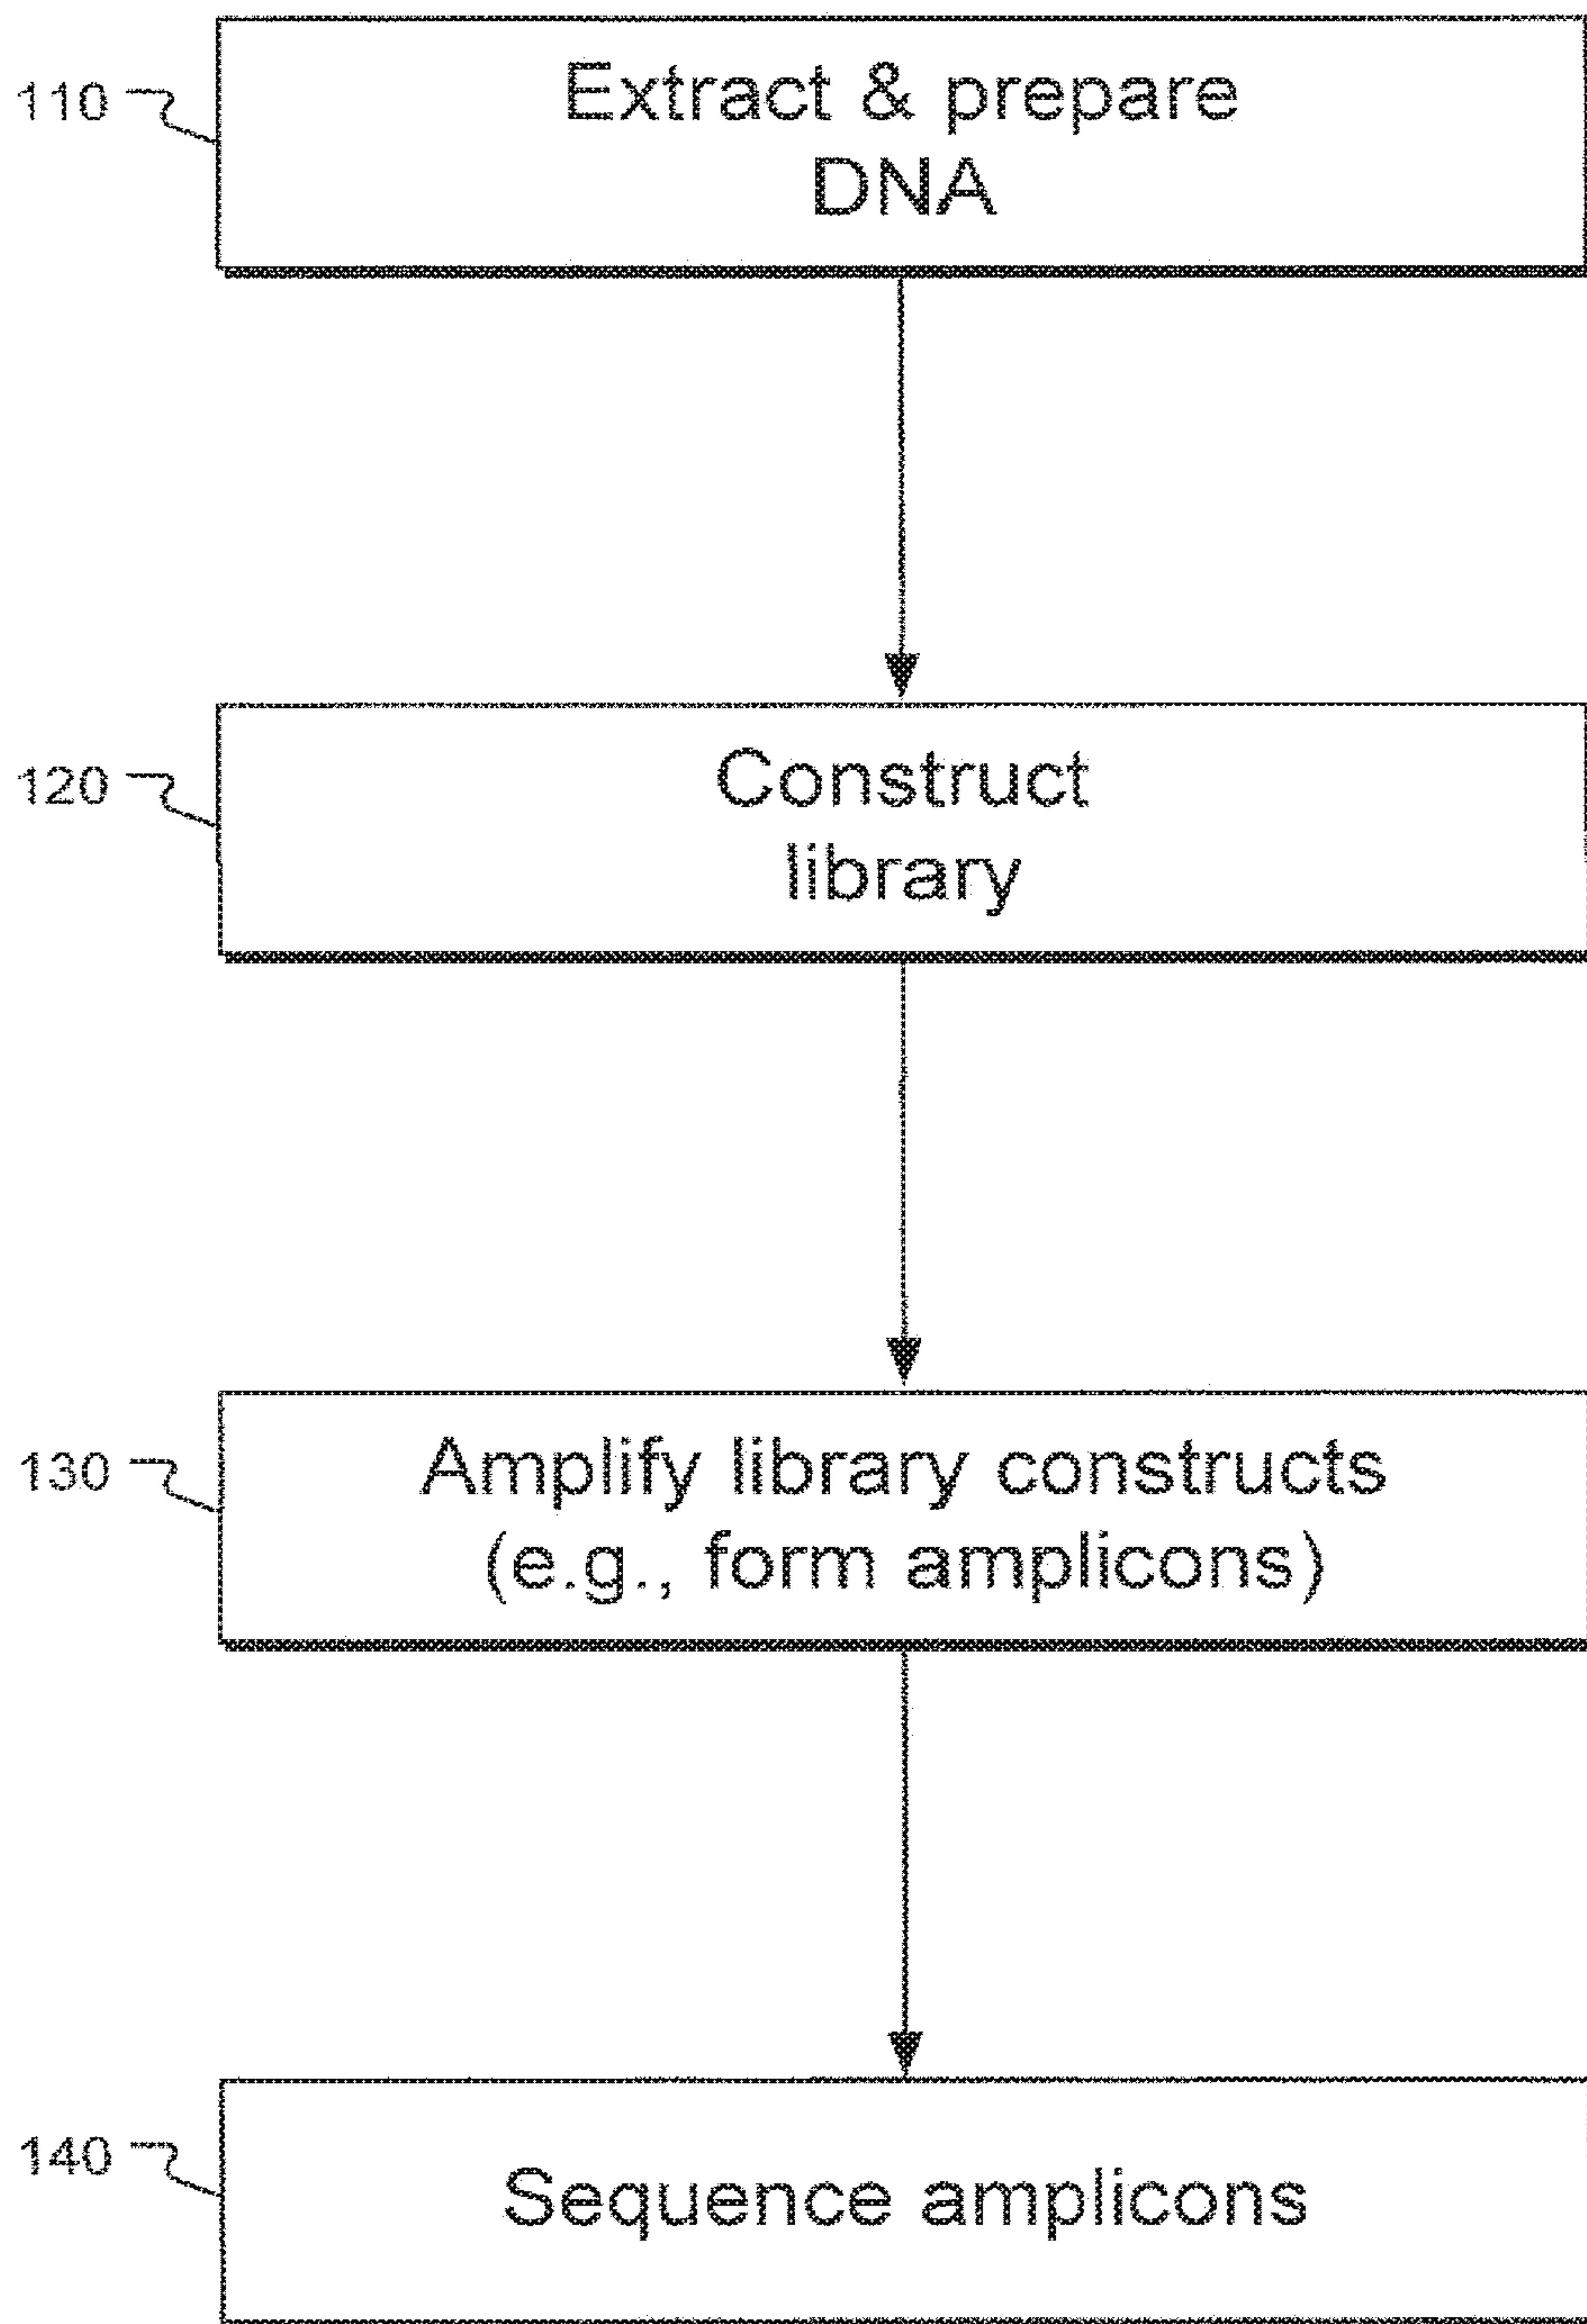 110
Extract & prepare
DNA
120
Construct
library
130
Amplify library constructs
(e.g., form amplicons)
140
Sequence amplicons